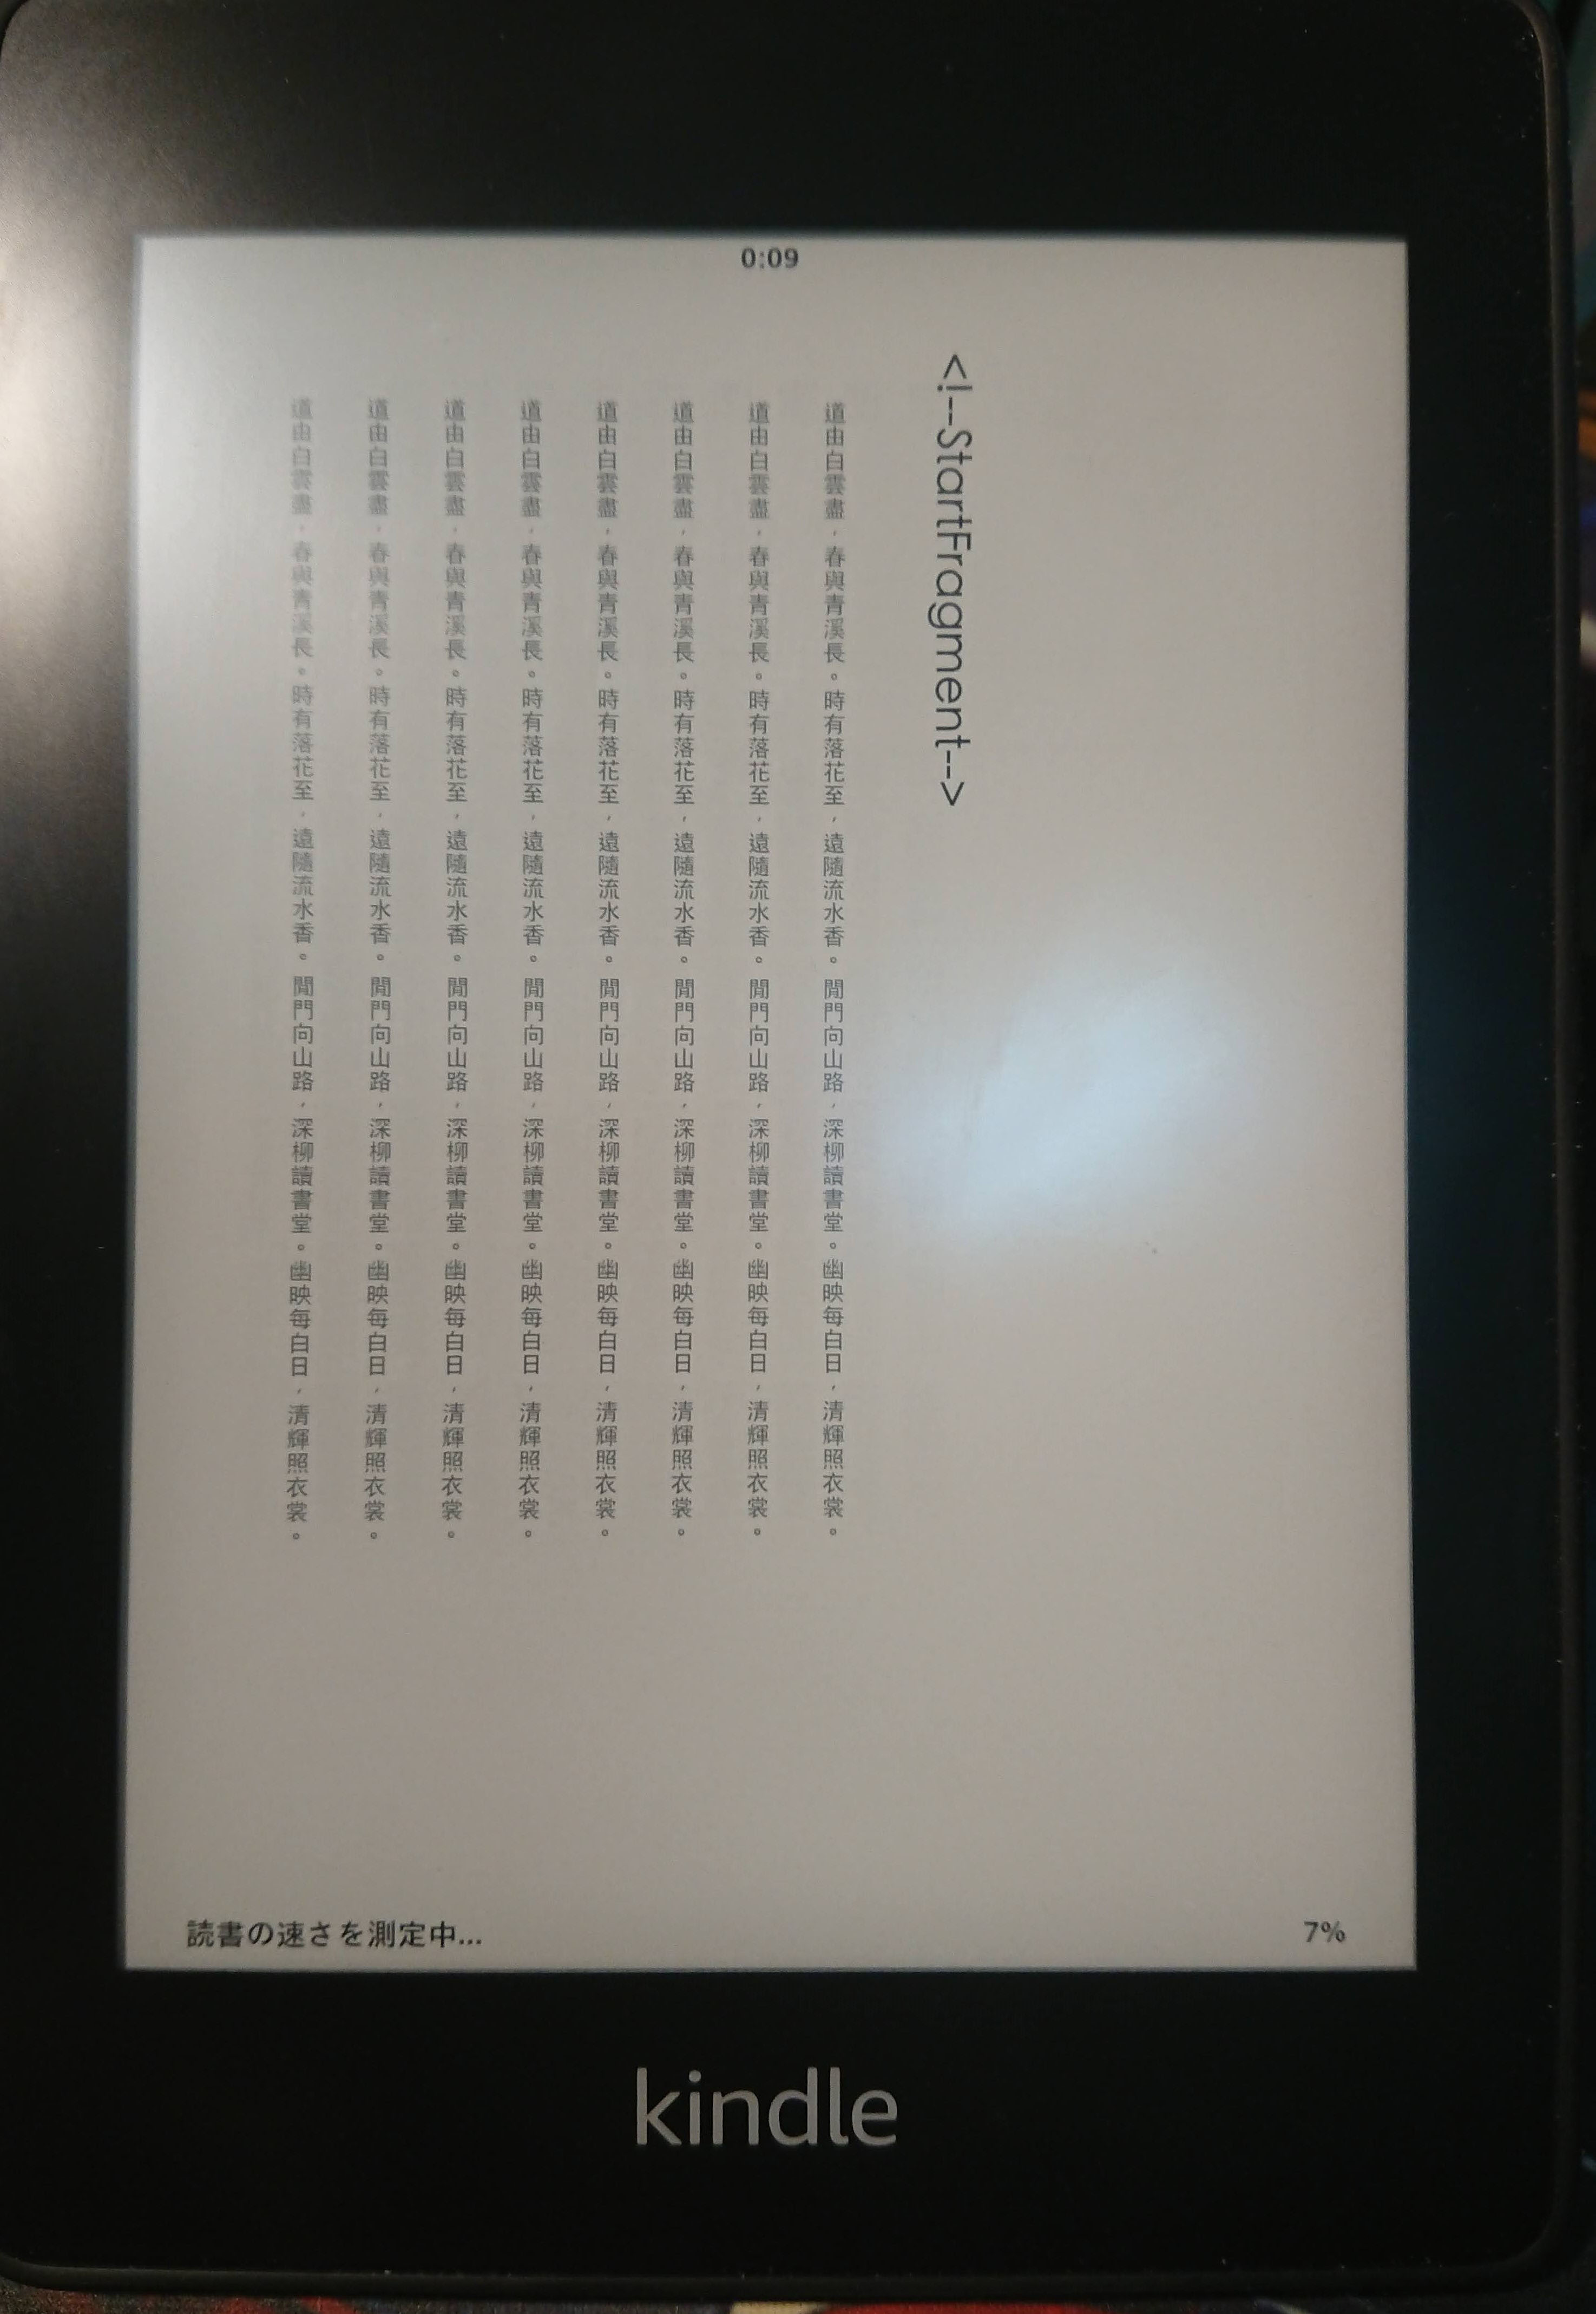 0:09
<!--StartFragment-->
道由白雲盡，春與青溪長。時有落花至，遠隨流水香。閒門向山路，深柳讀書堂。幽映每白日，清輝照衣裳。
道由白雲盡，春與青溪長。時有落花至，遠隨流水香。閒門向山路，深柳讀書堂。幽映每白日，清輝照衣裳。
道由白雲盡，春與青溪長。時有落花至，遠隨流水香。閒門向山路，深柳讀書堂。幽映每白日，清輝照衣裳。
道由白雲盡，春與青溪長。時有落花至，遠隨流水香。閒門向山路，深柳讀書堂。幽映每白日，清輝照衣裳。
道由白雲盡，春與青溪長。時有落花至，遠隨流水香。閒門向山路，深柳讀書堂。幽映每白日，清輝照衣裳。
道由白雲盡，春與青溪長。時有落花至，遠隨流水香。閒門向山路，深柳讀書堂。幽映每白日，清輝照衣裳。
道由白雲盡，春與青溪長。時有落花至，遠隨流水香。閒門向山路，深柳讀書堂。幽映每白日，清輝照衣裳。
道由白雲盡，春與青溪長。時有落花至，遠隨流水香。閒門向山路，深柳讀書堂。幽映每白日，清輝照衣裳。
読書の速さを測定中...
7%
kindle